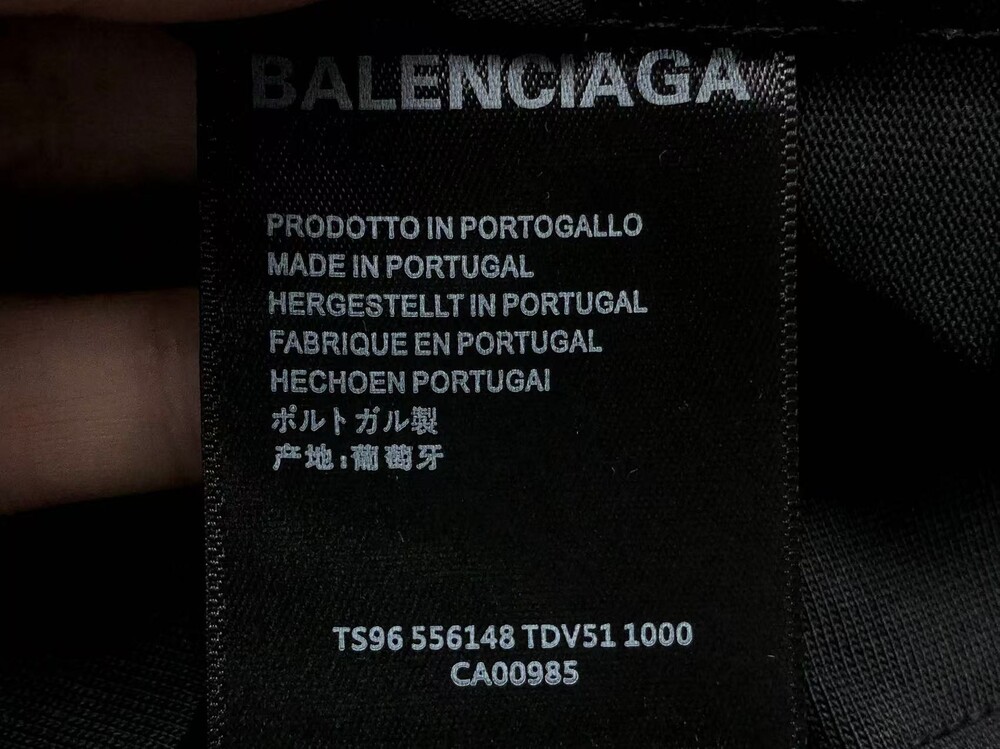 BALENCIAGA
PRODOTTO IN PORTOGALLO
MADE IN PORTUGAL
HERGESTELLT IN PORTUGAL
FABRIQUE EN PORTUGAL
HECHOEN PORTUGAI
ポルトガル製
产地:葡萄牙
TS96 556148 TDV51 1000
CA00985